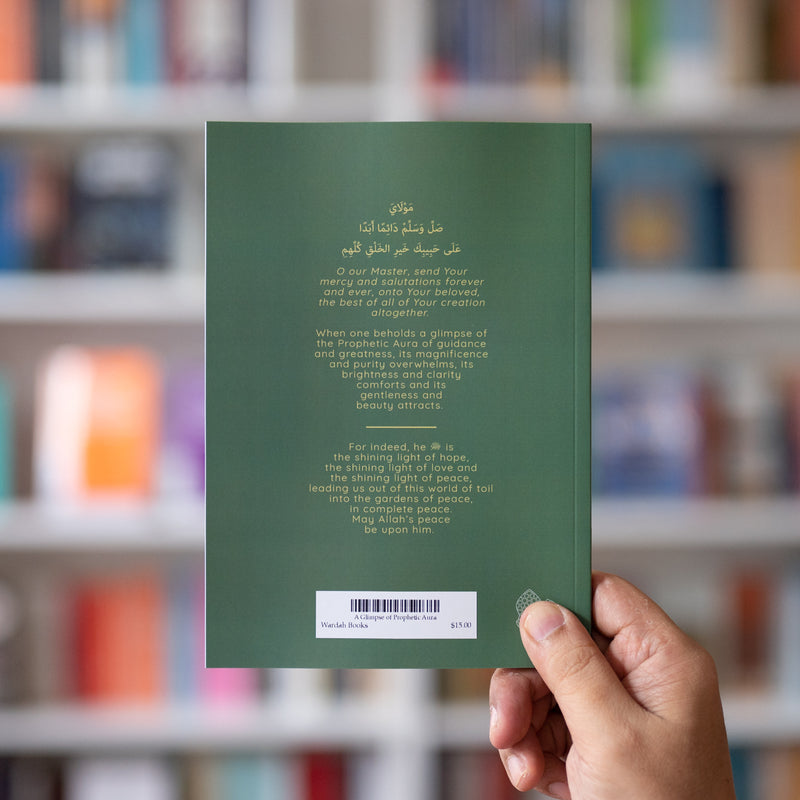 مَوْلَايَ
صَلِّ وَسَلِّمْ دَائِمًا أَبَدًا
عَلَى حَبِيبِكَ خَيْرِ الخَلْقِ كُلِّهِمِ
O our Master, send Your
mercy and salutations forever
and ever, onto Your beloved,
the best of all of Your creation
altogether.
When one beholds a glimpse of
the Prophetic Aura of guidance
and greatness, its magnificence
and purity overwhelms, its
brightness and clarity
comforts and its
gentleness and
beauty attracts.
For indeed, he ﷺ is
the shining light of hope,
the shining light of love and
the shining light of peace,
leading us out of this world of toil
into the gardens of peace,
in complete peace.
May Allah's peace
be upon him.
A Glimpse of Prophetic Aura
Wardah Books $15.00